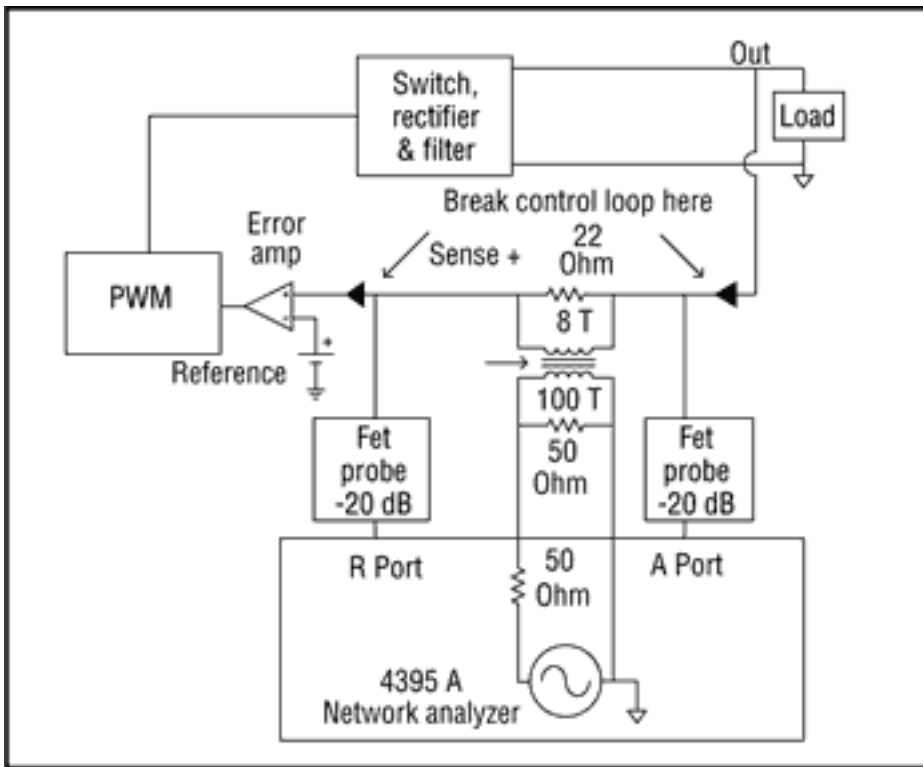 Out
Switch,
rectifier
& filter
Load
Break control loop here
Error
amp
Sense +
22
Ohm
PWM
+
-
8 T
+
Reference
100 T
Fet
probe
-20 dB
50
Ohm
Fet
probe
-20 dB
R Port
50
Ohm
A Port
4395 A
Network analyzer